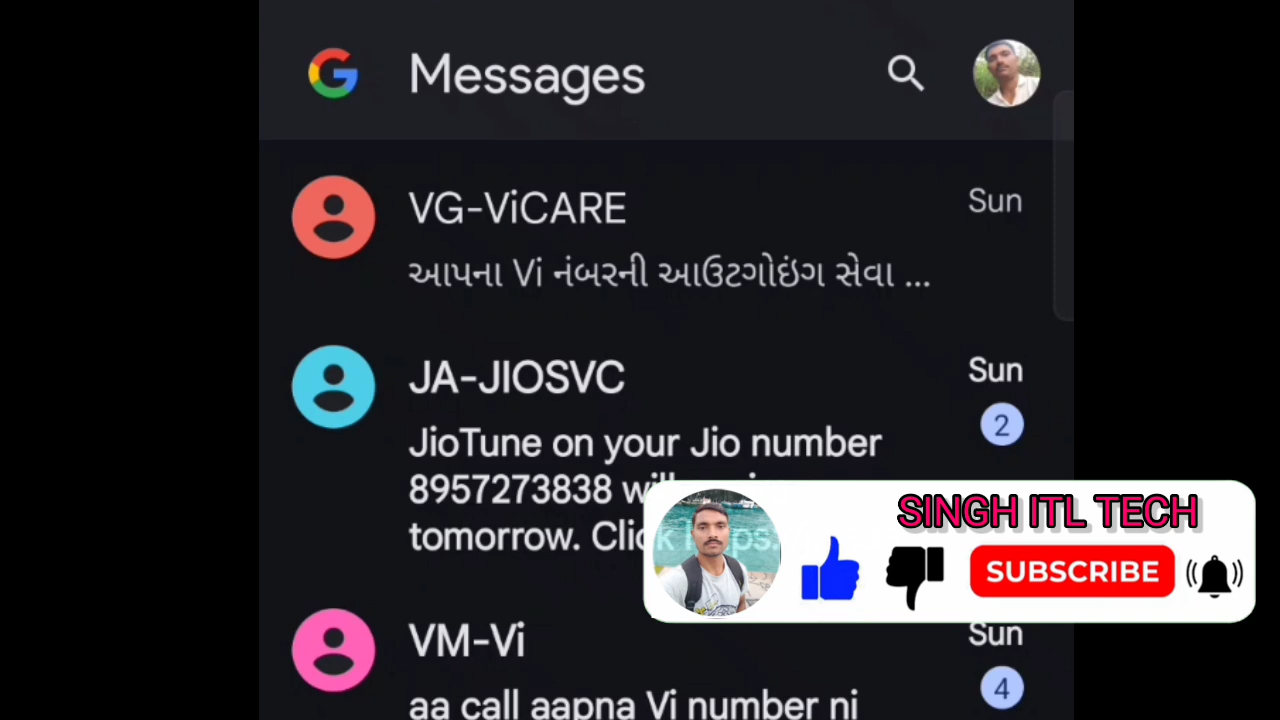 Messages
VG-ViCARE
Sun
આપના Vi નંબરની આઉટગોઇંગ સેવા ...
JA-JIOSVC
Sun
JioTune on your Jio number
2
8957273838
tomorrow. Click
SINGH ITL TECH
SUBSCRIBE
VM-Vi
Sun
aa call aapna Vi number ni
4